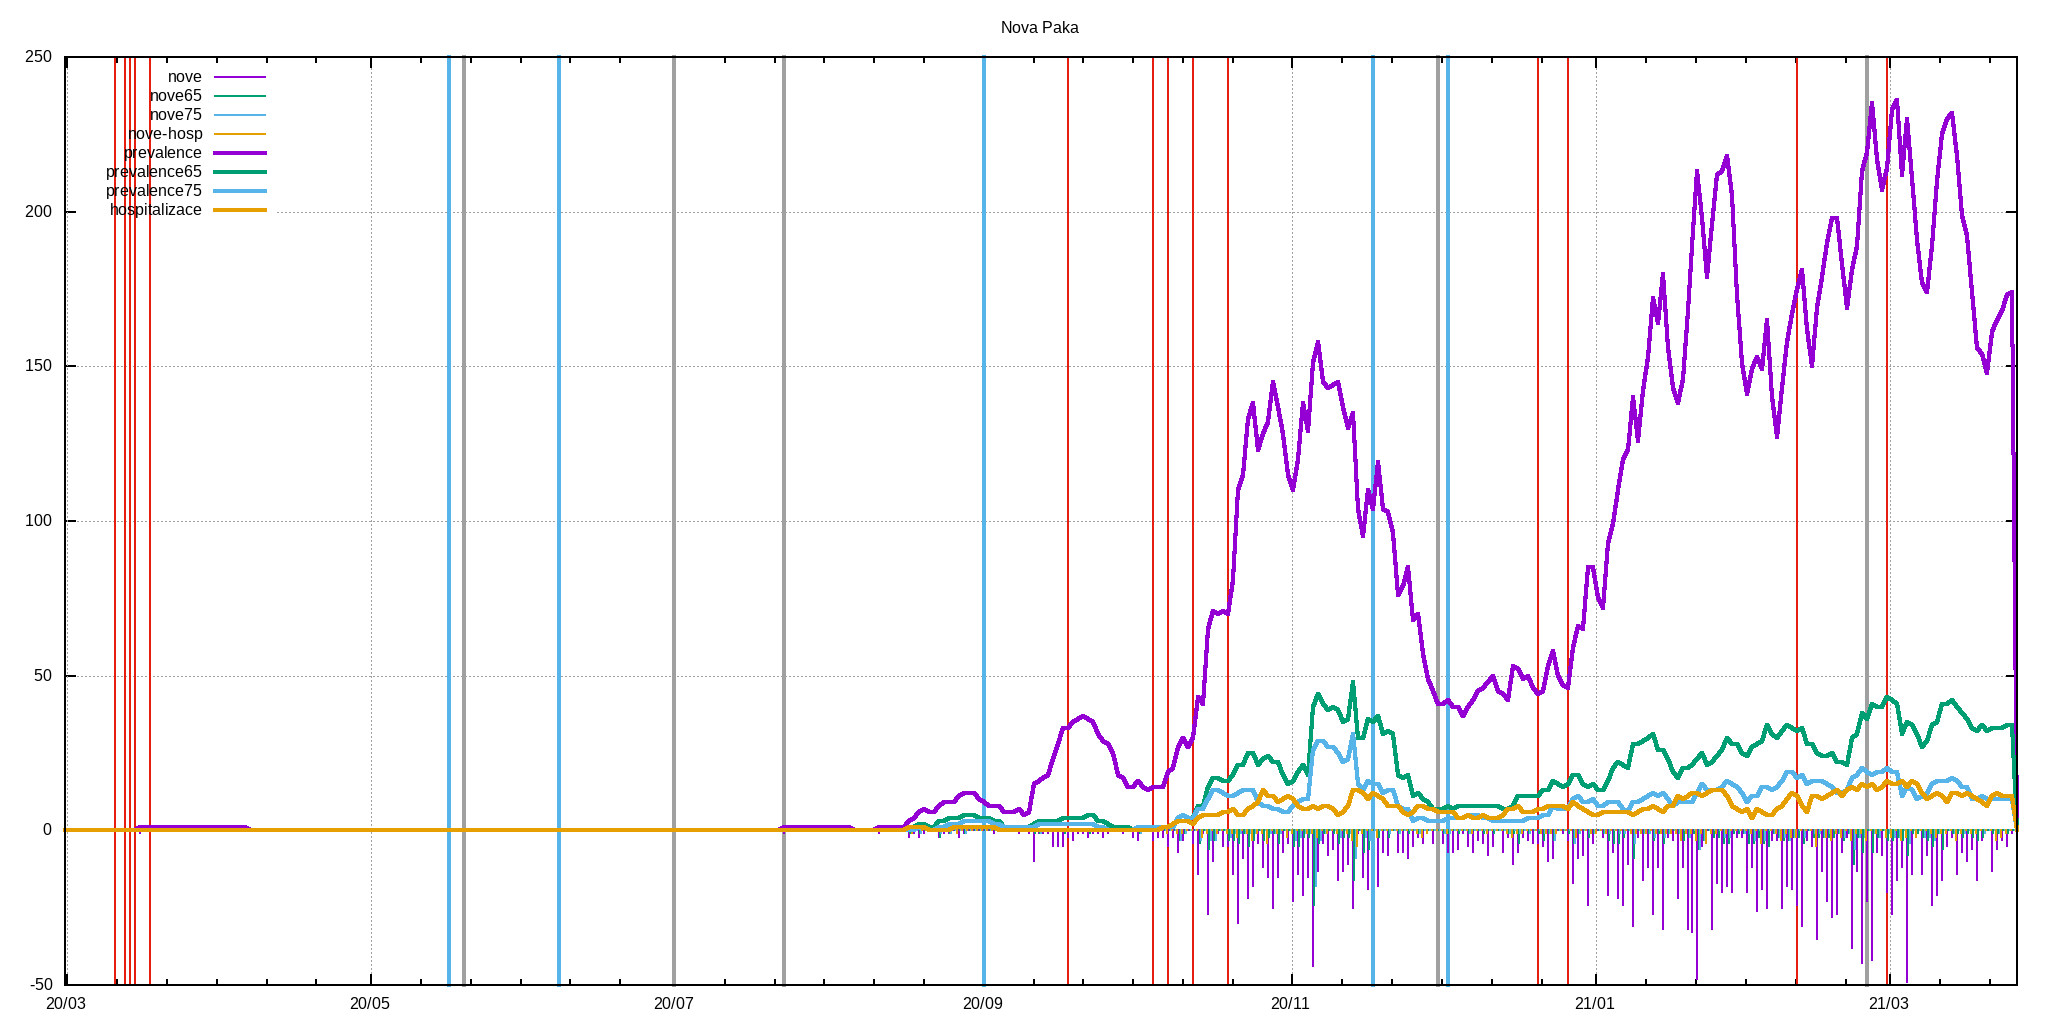 Nova Paka
250
200
150
100
50
0
-50
nove
nove65
nove75
nove-hosp
prevalence
prevalence65
prevalence75
hospitalizace
20/03 20/05 20/07 20/09 20/11 21/01 21/03